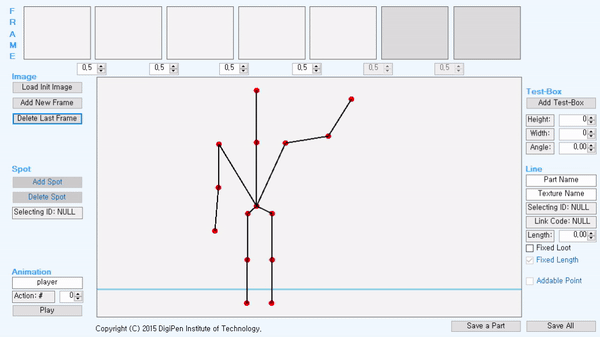 FRAME
0,5 0,5 0,5 0,5 0,5 0,5
Image
Load Init Image
Add New Frame
Delete Last Frame
Spot
Add Spot
Delete Spot
Selecting ID: NULL
Animation
player
Action: # 0
Play
Test-Box
Add Test-Box
Height: 0
Width: 0
Angle: 0,00
Line
Part Name
Texture Name
Selecting ID: NULL
Link Code: NULL
Length: 0,00
Fixed Loot
Fixed Length
Addable Point
Copyright (C) 2015 DigiPen Institute of Technology,
Save a Part
Save All